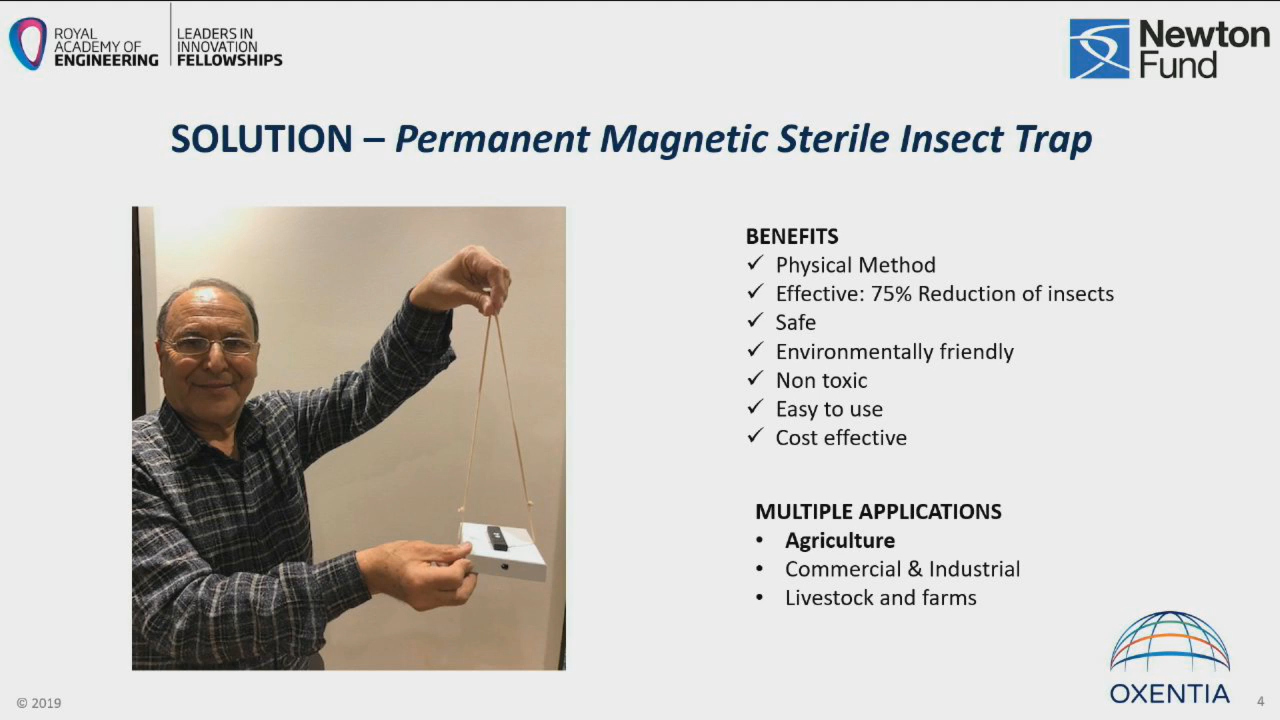 ROYAL
ACADEMY OF
ENGINEERING
LEADERS IN
INNOVATION
FELLOWSHIPS
Newton
Fund
SOLUTION – Permanent Magnetic Sterile Insect Trap
BENEFITS
✓ Physical Method
✓ Effective: 75% Reduction of insects
✓ Safe
✓ Environmentally friendly
✓ Non toxic
✓ Easy to use
✓ Cost effective
MULTIPLE APPLICATIONS
• Agriculture
• Commercial & Industrial
• Livestock and farms
OXENTIA
© 2019
4